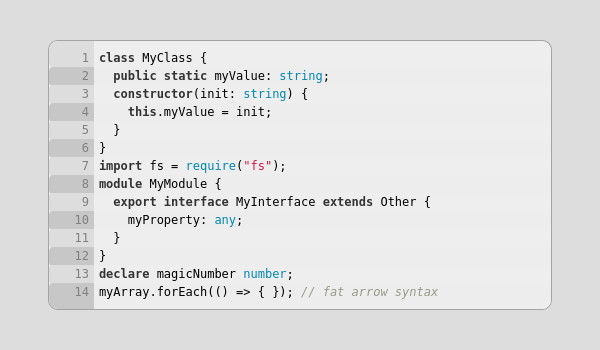 1 class MyClass {
2   public static myValue: string;
3   constructor(init: string) {
4     this.myValue = init;
5   }
6 }
7 import fs = require("fs");
8 module MyModule {
9   export interface MyInterface extends Other {
10     myProperty: any;
11   }
12 }
13 declare magicNumber number;
14 myArray.forEach(() => { }); // fat arrow syntax